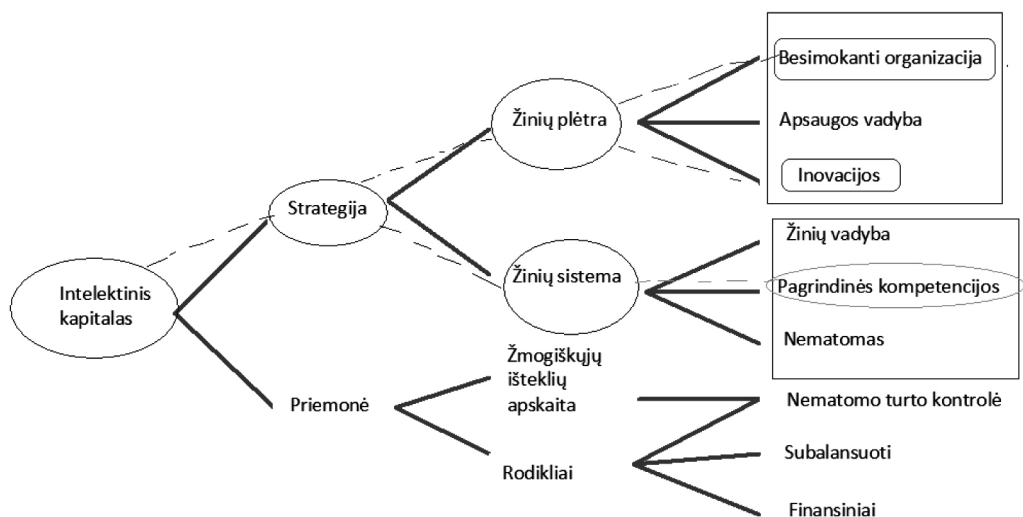 Intelektinis
kapitalas
Strategija
Priemonė
Žinių plėtra
Žinių sistema
Žmogiškųjų
išteklių
apskaita
Rodikliai
Besimokanti organizacija
Apsaugos vadyba
Inovacijos
Žinių vadyba
Pagrindinės kompetencijos
Nematomas
Nematomo turto kontrolė
Subalansuoti
Finansiniai